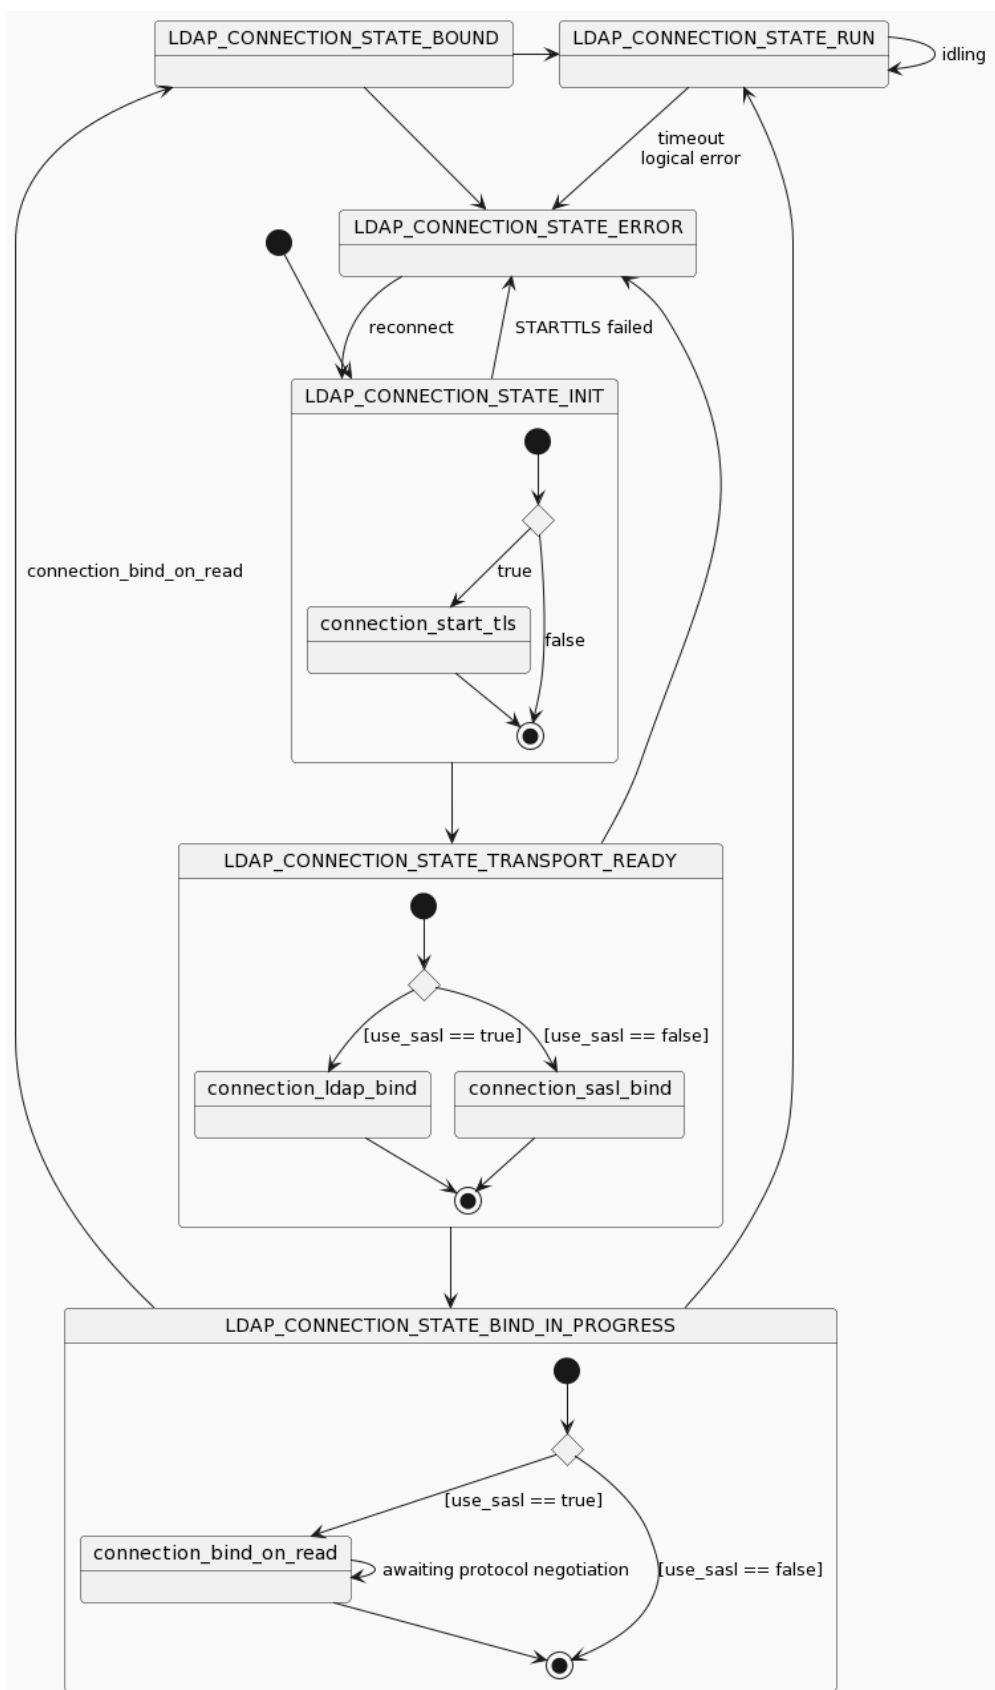 LDAP_CONNECTION_STATE_BOUND
LDAP_CONNECTION_STATE_RUN
idling
timeout
logical error
LDAP_CONNECTION_STATE_ERROR
reconnect
STARTTLS failed
LDAP_CONNECTION_STATE_INIT
connection_bind_on_read
true
connection_start_tls
false
LDAP_CONNECTION_STATE_TRANSPORT_READY
[use_sasl == true]
[use_sasl == false]
connection_ldap_bind
connection_sasl_bind
LDAP_CONNECTION_STATE_BIND_IN_PROGRESS
[use_sasl == true]
connection_bind_on_read
awaiting protocol negotiation
[use_sasl == false]